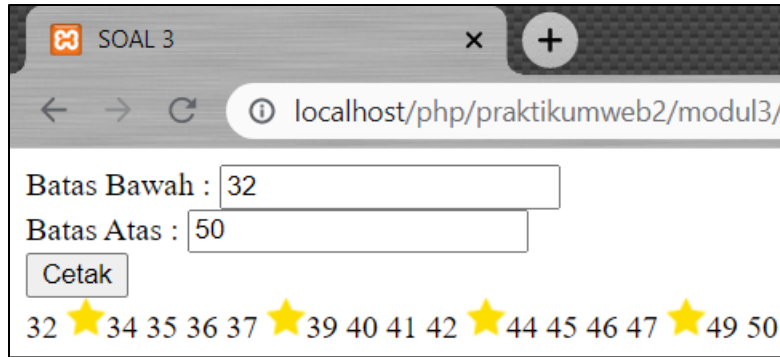 SOAL 3
localhost/php/praktikumweb2/modul3/
Batas Bawah : 32
Batas Atas : 50
Cetak
32 34 35 36 37 39 40 41 42 44 45 46 47 49 50